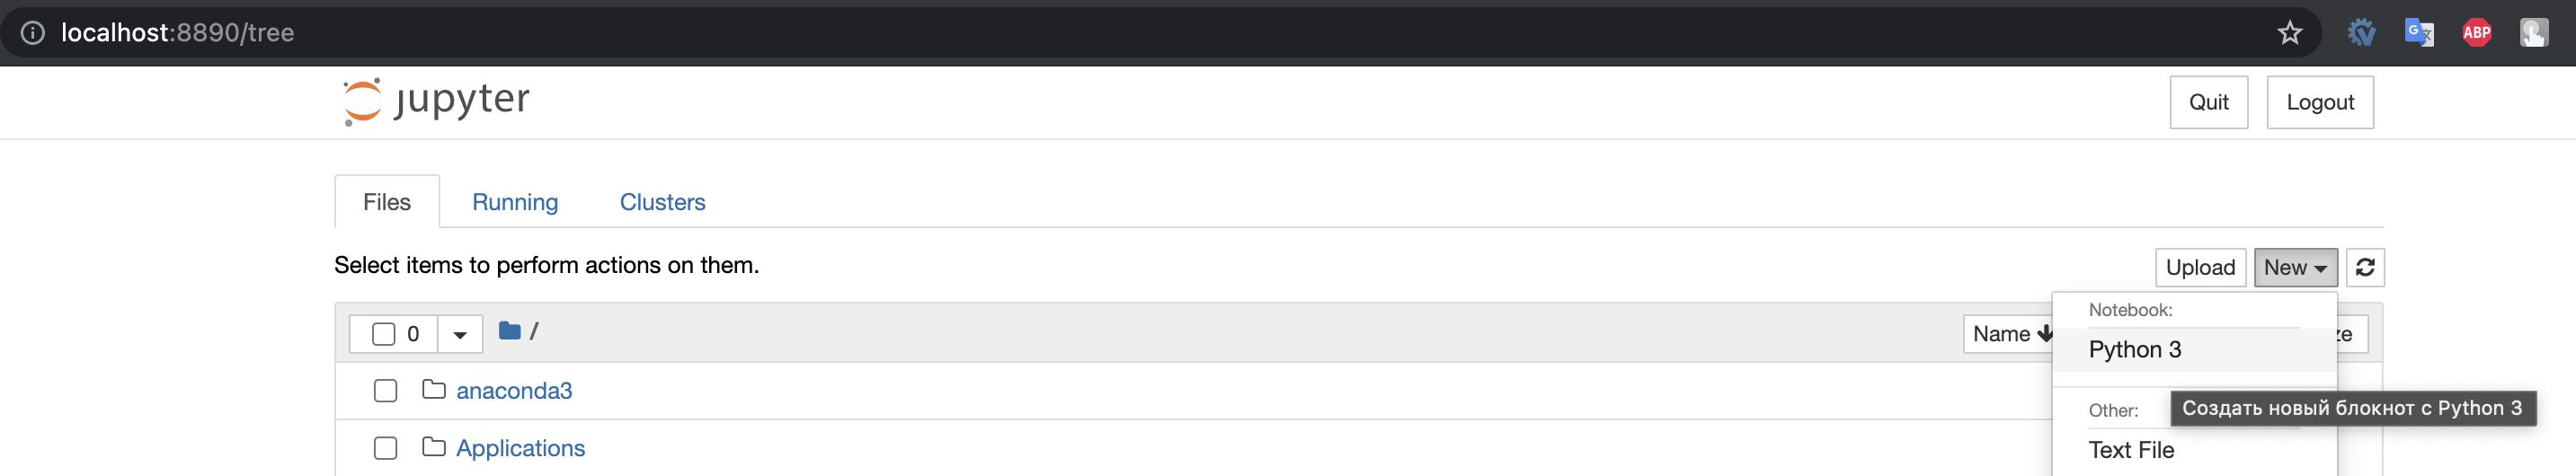 localhost:8890/tree
ABP
jupyter
Quit
Logout
Files
Running
Clusters
Select items to perform actions on them.
Upload
New
0
/
Name
ze
Notebook:
Python 3
anaconda3
Other:
Создать новый блокнот с Python 3
Applications
Text File